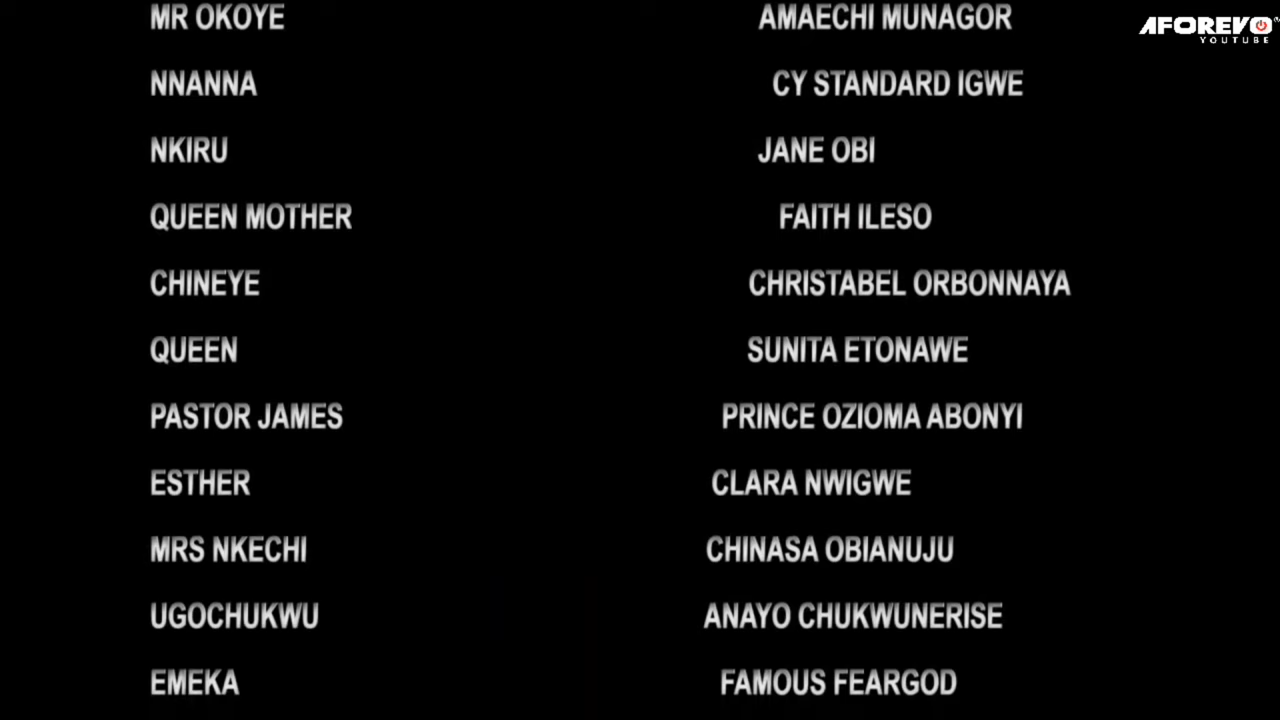 MR OKOYE AMAECHI MUNAGOR
AFOREVO
YOUTUBE
NNANNA CY STANDARD IGWE
NKIRU JANE OBI
QUEEN MOTHER FAITH ILESO
CHINEYE CHRISTABEL ORBONNAYA
QUEEN SUNITA ETONAWE
PASTOR JAMES PRINCE OZIOMA ABONYI
ESTHER CLARA NWIGWE
MRS NKECHI CHINASA OBIANUJU
UGOCHUKWU ANAYO CHUKWUNERISE
EMEKA FAMOUS FEARGOD